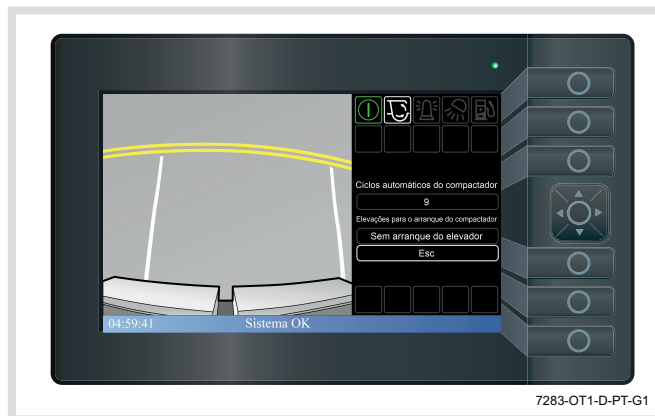 Ciclos automáticos do compactador
9
Elevações para o arranque do compactador
Sem arranque do elevador
Esc
04:59:41 Sistema OK
7283-OT1-D-PT-G1